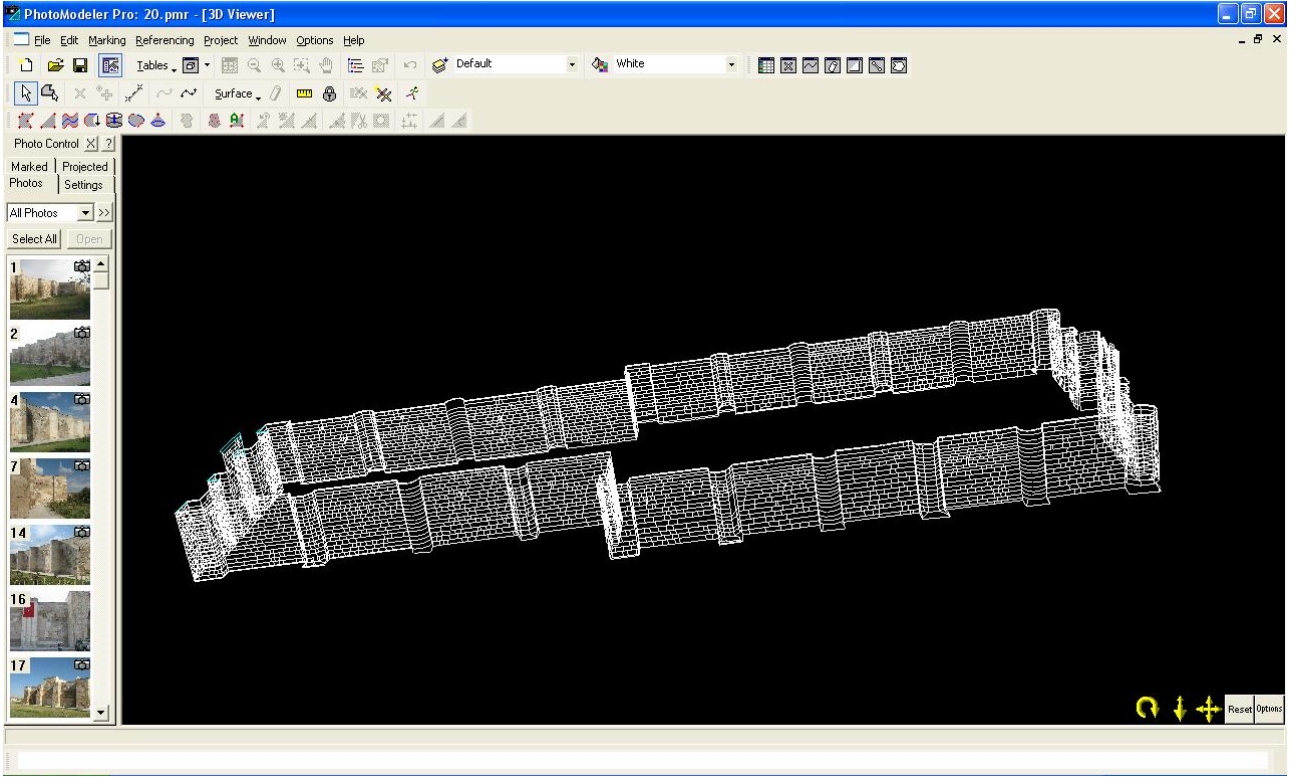 PhotoModeler Pro: 20.pmr - [3D Viewer]
File Edit Marking Referencing Project Window Options Help
Tables Default White
Surface
Photo Control X ?
Marked Projected
Photos Settings
All Photos >>
Select All Open
1
2
4
7
14
16
17
Reset Options